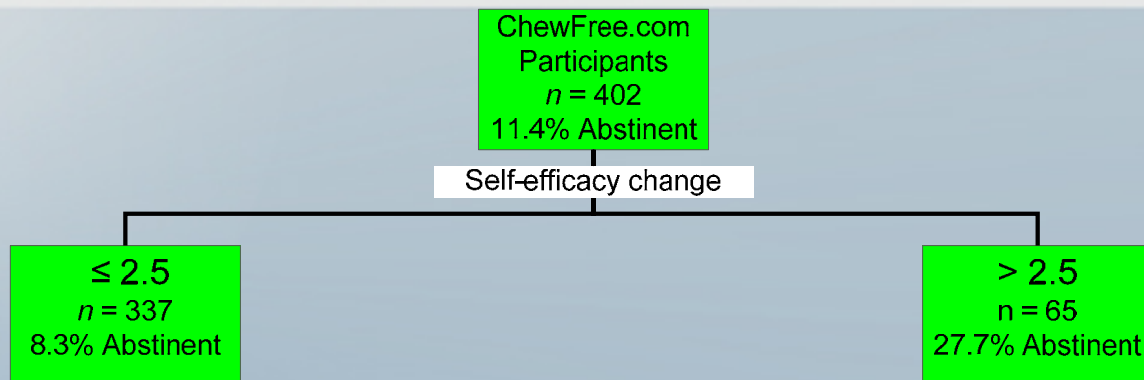 ChewFree.com
Participants
n = 402
11.4% Abstinent
Self-efficacy change
≤ 2.5
n = 337
8.3% Abstinent
> 2.5
n = 65
27.7% Abstinent